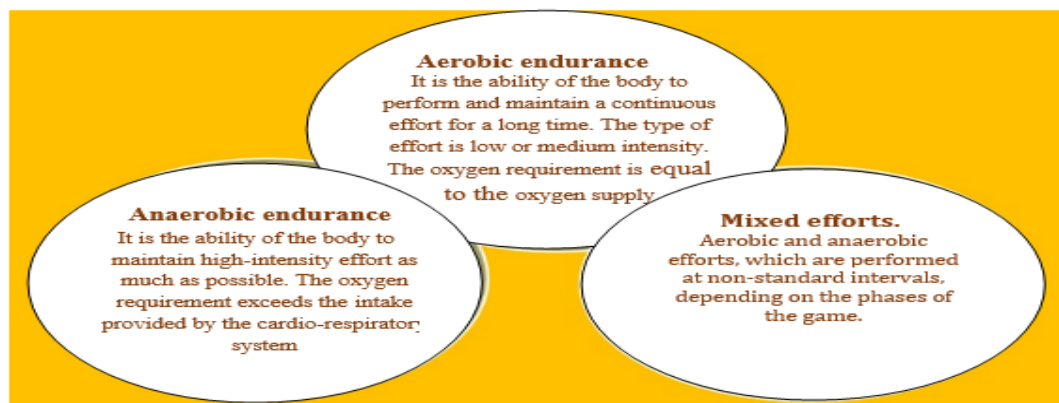 Aerobic endurance
It is the ability of the body to
perform and maintain a continuous
effort for a long time. The type of
effort is low or medium intensity.
The oxygen requirement is equal
to the oxygen supply
Anaerobic endurance
It is the ability of the body to
maintain high-intensity effort as
much as possible. The oxygen
requirement exceeds the intake
provided by the cardio-respiratory
system
Mixed efforts.
Aerobic and anaerobic
efforts, which are performed
at non-standard intervals,
depending on the phases of
the game.